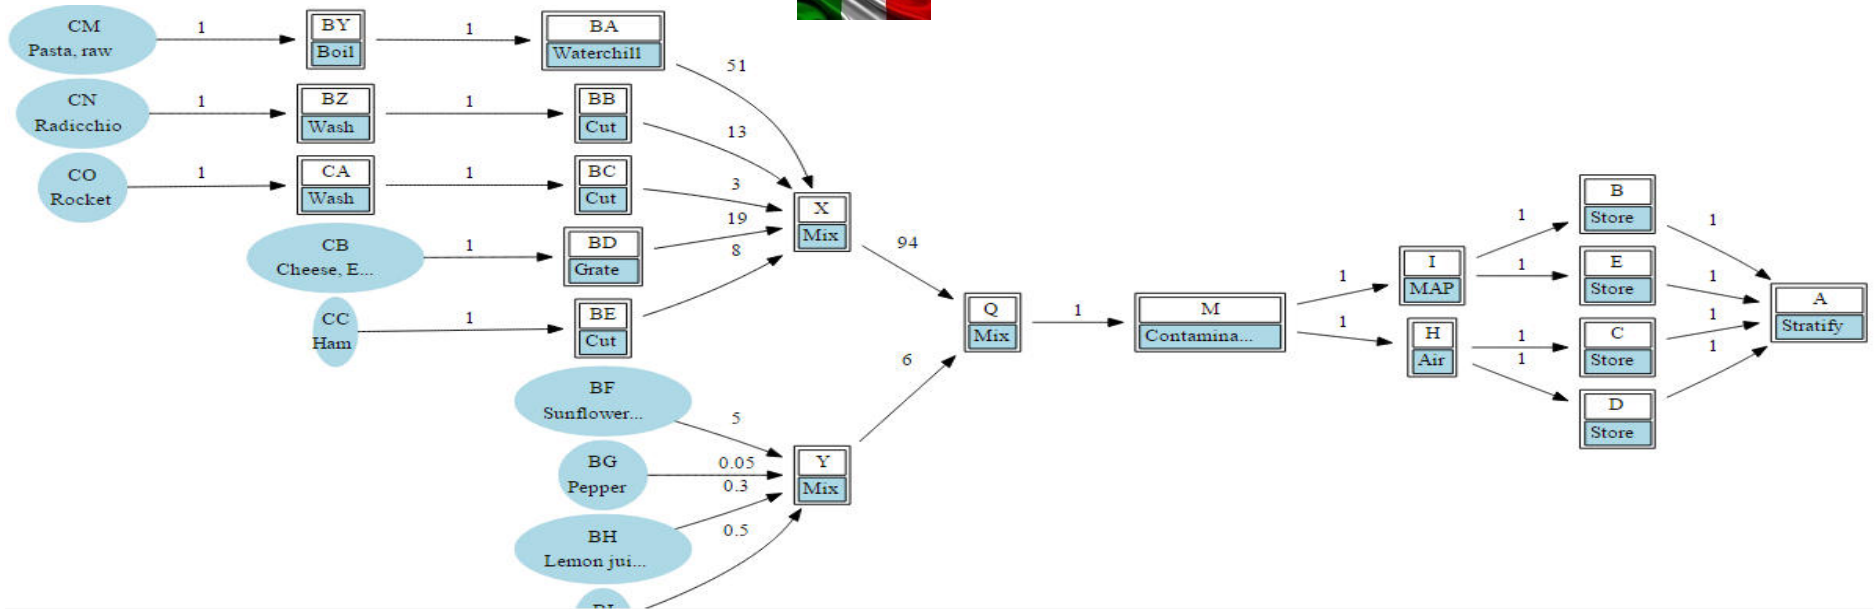 CM
Pasta, raw
1
BY
Boil
1
BA
Waterchill
51
CN
Radicchio
1
BZ
Wash
1
BB
Cut
13
CO
Rocket
1
CA
Wash
1
BC
Cut
3
X
Mix
CB
Cheese, E...
1
BD
Grate
19
CC
Ham
1
BE
Cut
8
94
Q
Mix
1
M
Contamina...
1
1
I
MAP
H
Air
1
1
1
1
B
Store
E
Store
C
Store
D
Store
1
1
1
1
A
Stratify
BF
Sunflower...
5
BG
Pepper
0.05
BH
Lemon jui...
0.3
0.5
Y
Mix
6